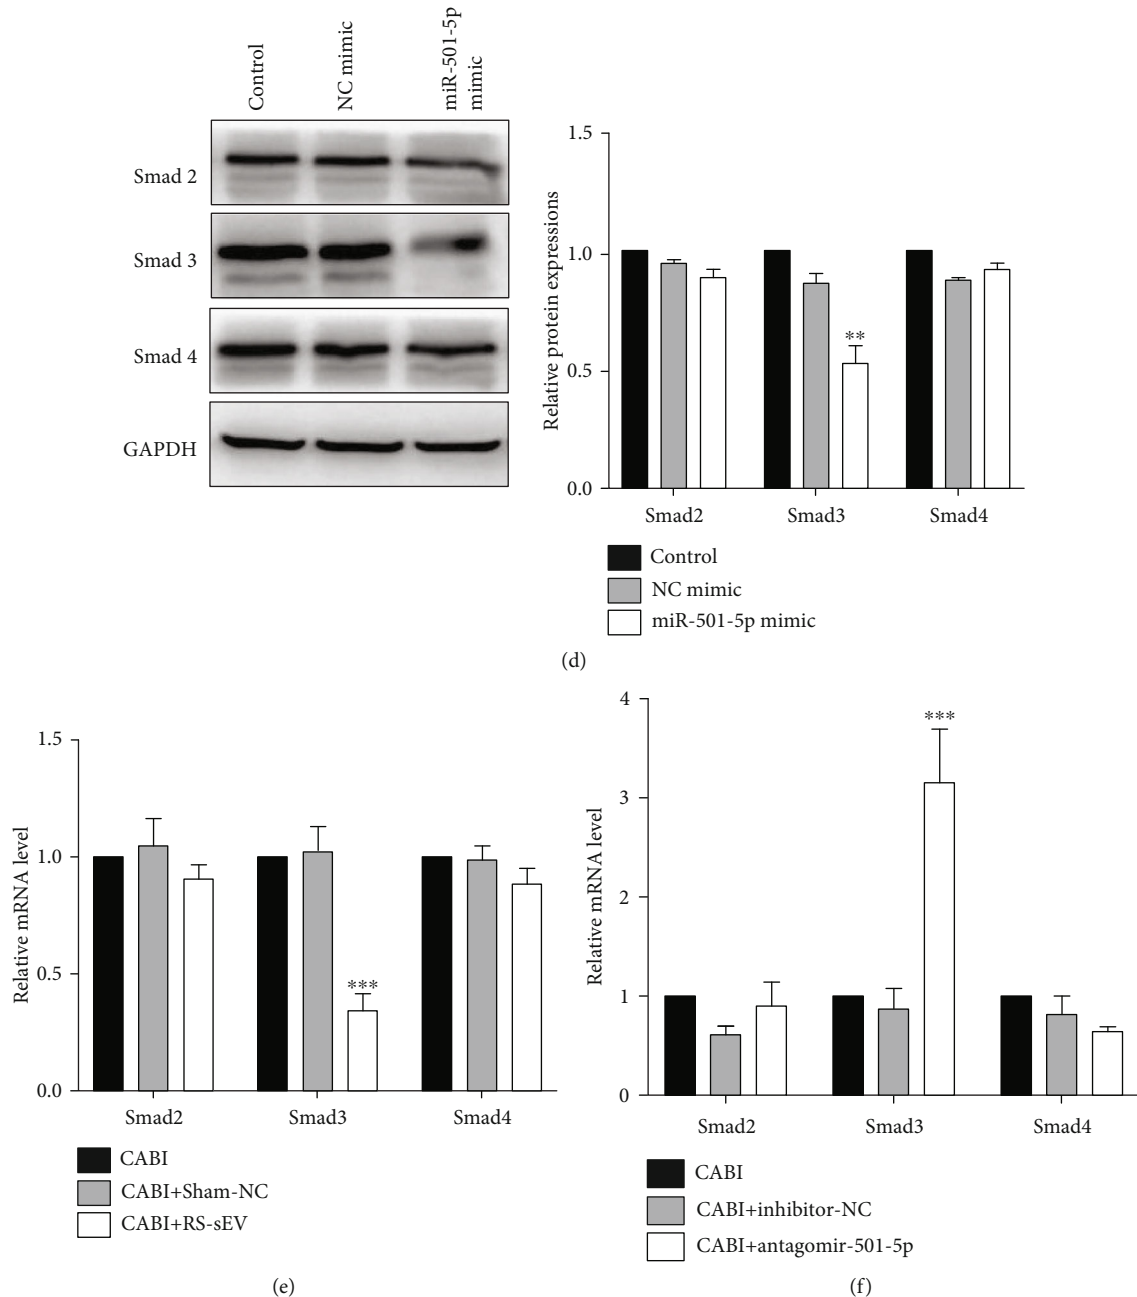 Control
NC mimic
miR-501-5p
mimic
Smad 2
Smad 3
Smad 4
GAPDH
Relative protein expressions
1.5
1.0
0.5
0.0
**
Smad2 Smad3 Smad4
Control
NC mimic
miR-501-5p mimic
(d)
Relative mRNA level
1.5
1.0
0.5
0.0
***
Smad2 Smad3 Smad4
CABI
CABI+Sham-NC
CABI+RS-sEV
(e)
Relative mRNA level
4
3
2
1
0
***
Smad2 Smad3 Smad4
CABI
CABI+inhibitor-NC
CABI+antagomir-501-5p
(f)